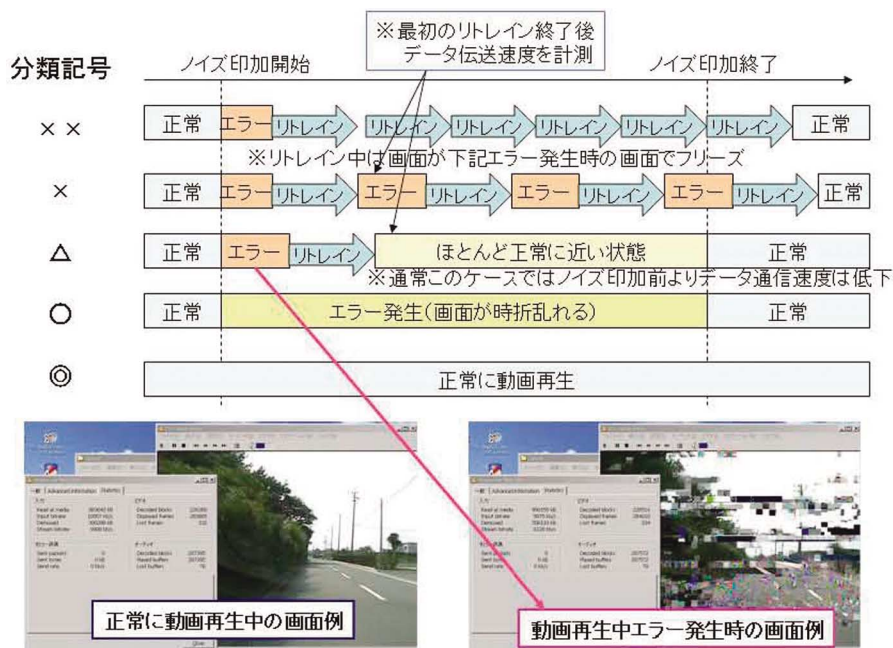 ※最初のリトレイン終了後
データ伝送速度を計測
分類記号
ノイズ印加開始
ノイズ印加終了
×× 正常 エラー リトレイン リトレイン リトレイン リトレイン リトレイン リトレイン 正常
※リトレイン中は画面が下記エラー発生時の画面でフリーズ
× 正常 エラー リトレイン エラー リトレイン エラー リトレイン エラー リトレイン 正常
△ 正常 エラー リトレイン ほとんど正常に近い状態 正常
※通常このケースではノイズ印加前よりデータ通信速度は低下
○ 正常 エラー発生(画面が時折乱れる) 正常
◎ 正常に動画再生
正常に動画再生中の画面例
動画再生中エラー発生時の画面例